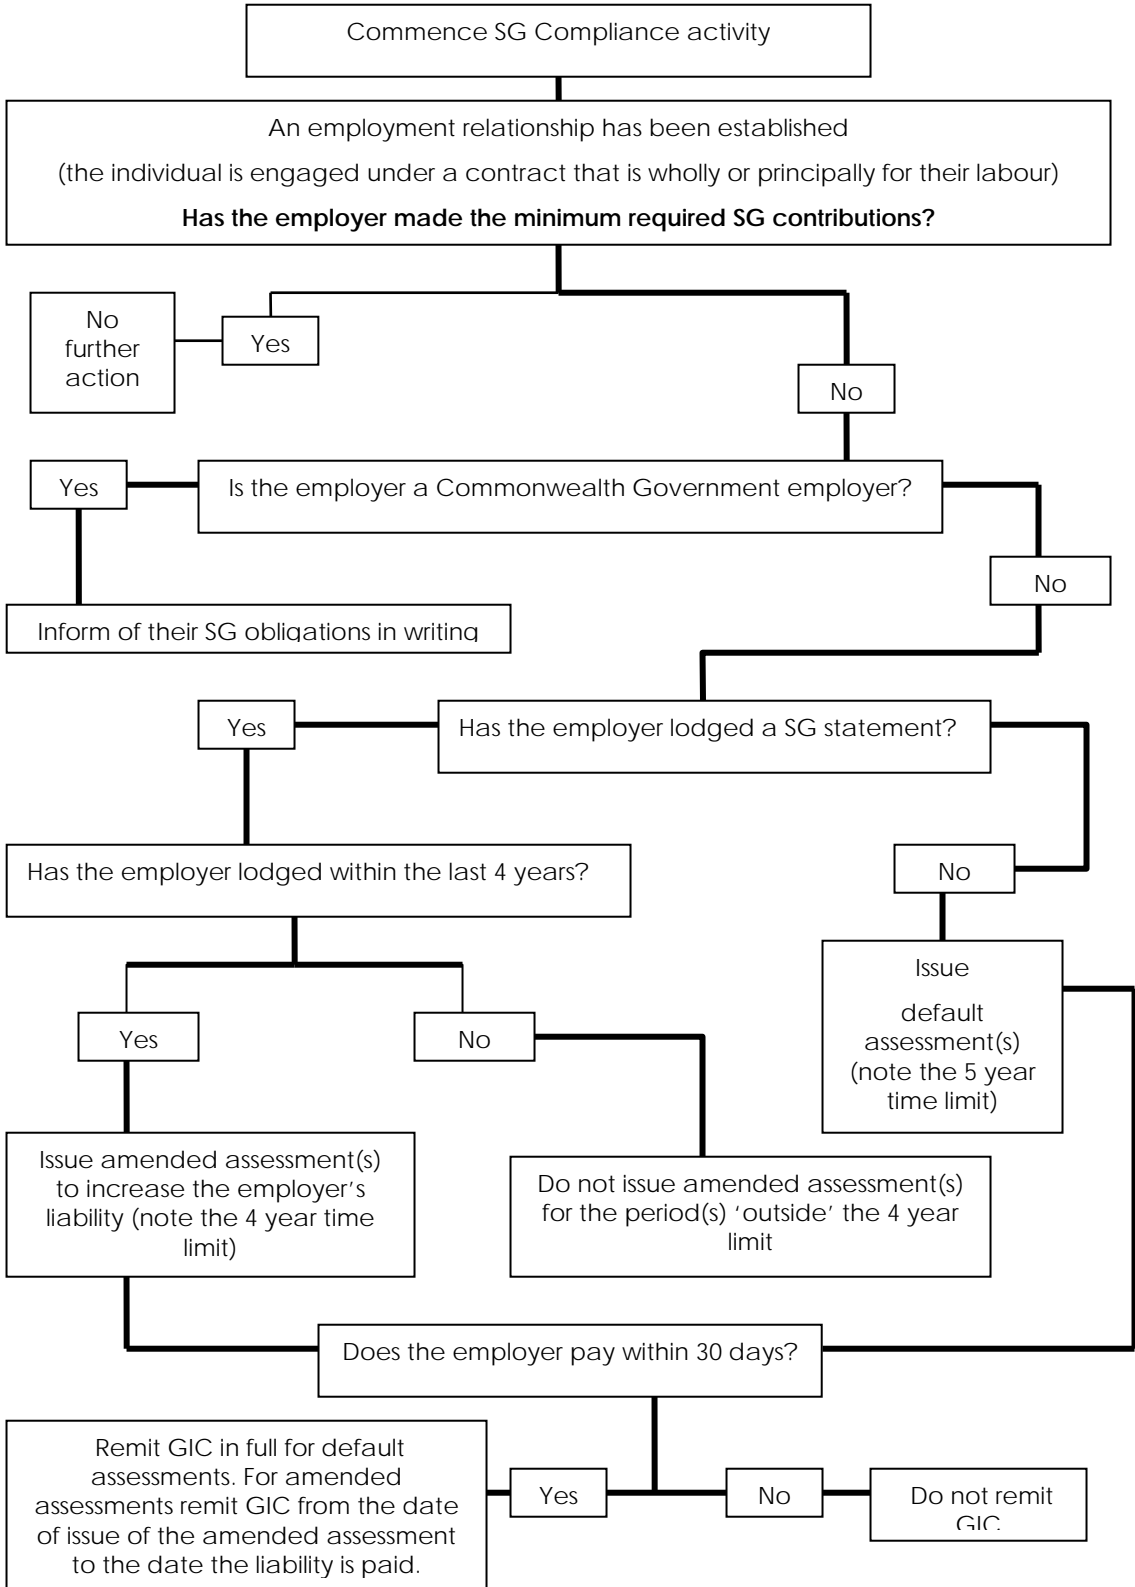 Commence SG Compliance activity
An employment relationship has been established
(the individual is engaged under a contract that is wholly or principally for their labour)
Has the employer made the minimum required SG contributions?
No
further
action
Yes
No
Yes
Is the employer a Commonwealth Government employer?
No
Inform of their SG obligations in writing
Yes
Has the employer lodged a SG statement?
Has the employer lodged within the last 4 years?
No
Issue
default
assessment(s)
(note the 5 year
time limit)
Yes
No
Issue amended assessment(s)
to increase the employer’s
liability (note the 4 year time
limit)
Do not issue amended assessment(s)
for the period(s) ‘outside’ the 4 year
limit
Does the employer pay within 30 days?
Remit GIC in full for default
assessments. For amended
assessments remit GIC from the date
of issue of the amended assessment
to the date the liability is paid.
Yes
No
Do not remit
GIC